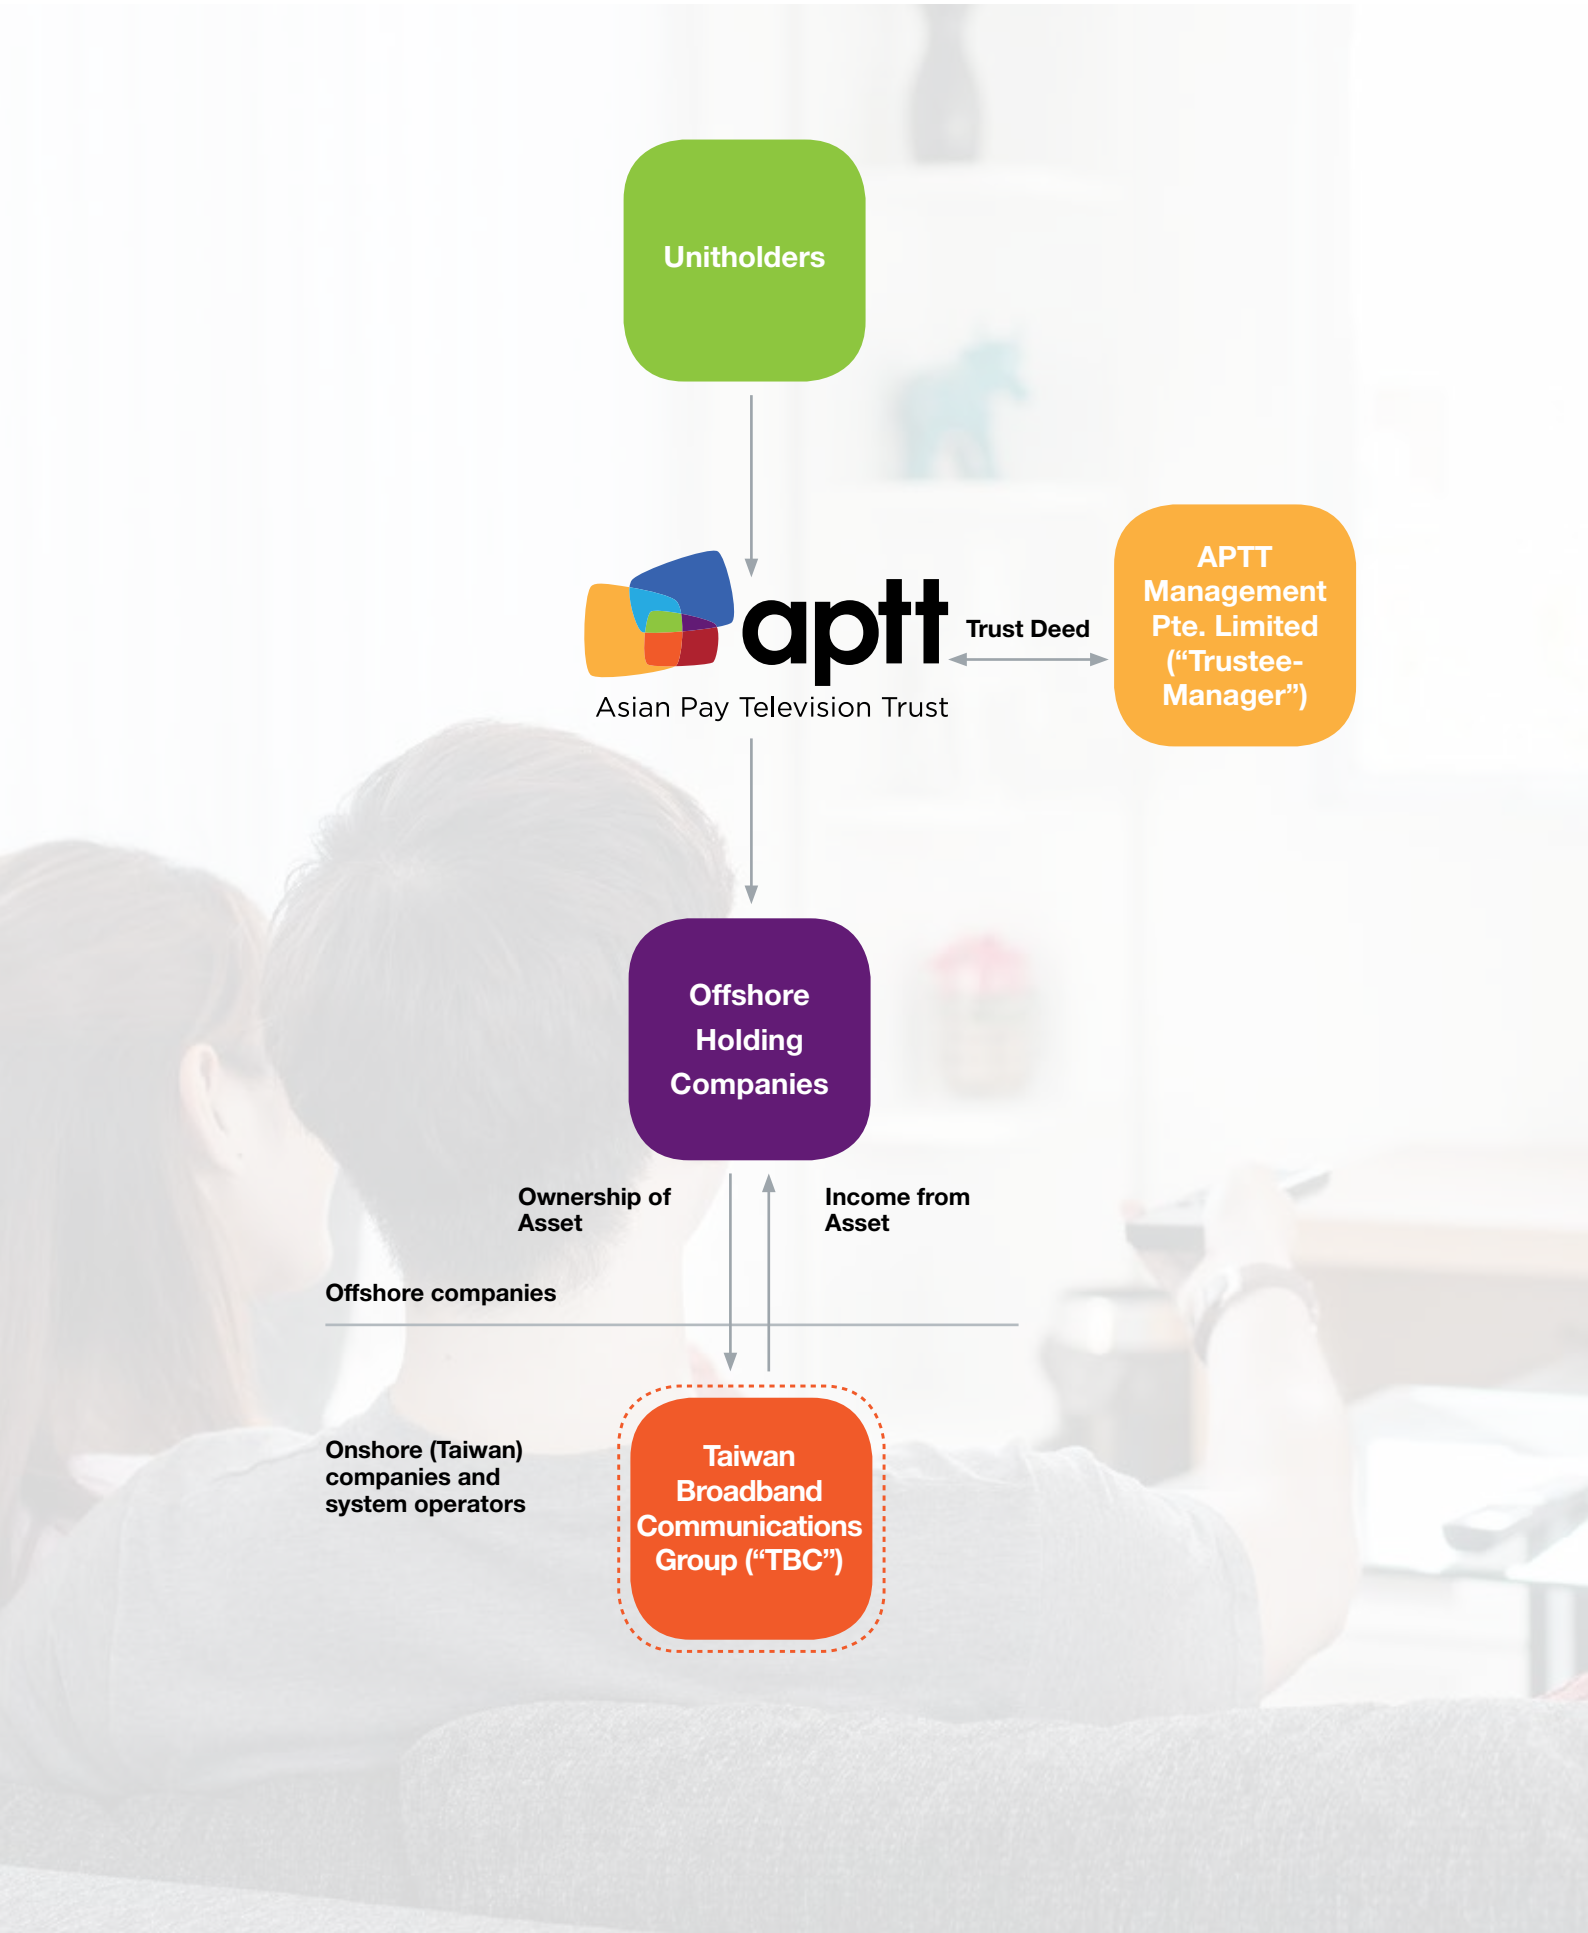 Unitholders
aptt
Asian Pay Television Trust
Trust Deed
APTT
Management
Pte. Limited
(“Trustee-
Manager”)
Offshore
Holding
Companies
Ownership of
Asset
Income from
Asset
Offshore companies
Onshore (Taiwan)
companies and
system operators
Taiwan
Broadband
Communications
Group (“TBC”)